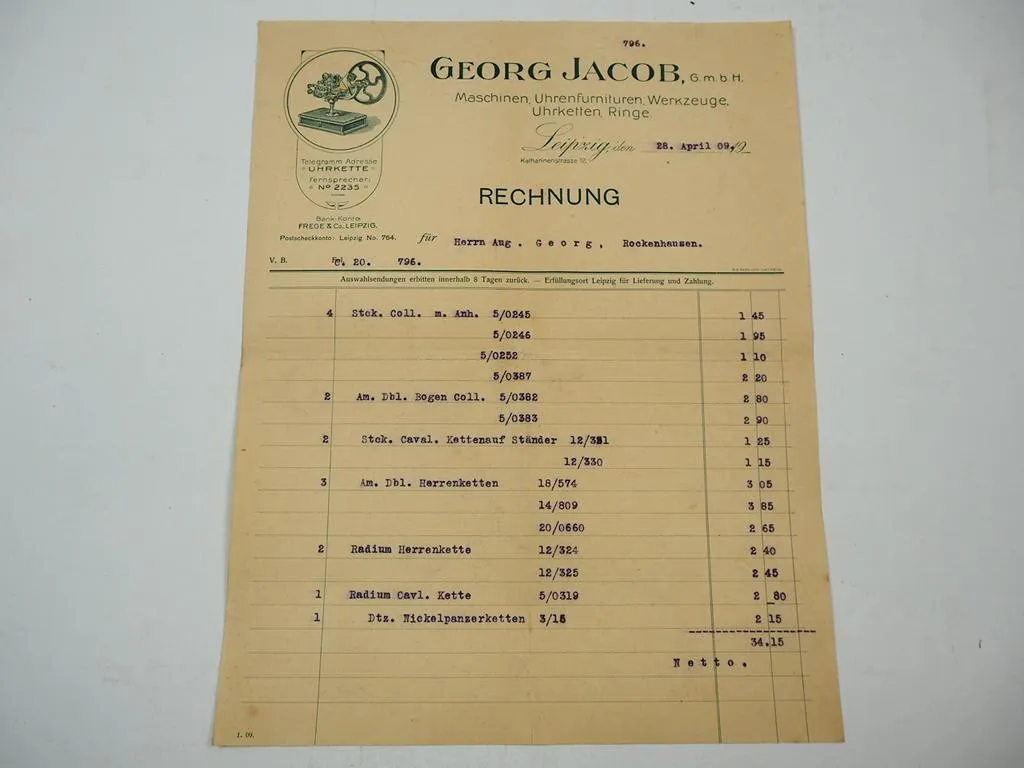 796.
GEORG JACOB, G.m.b.H.
Maschinen, Uhrenfurnituren, Werkzeuge,
Uhrketten, Ringe.
Leipzig, den 28. April 09.
Katharinenstrasse 12.
Telegramm Adresse
UHRKETTE
Fernsprecher:
No 2235
Bank-Konto:
FREGE & Co. LEIPZIG.
Postscheckkonto: Leipzig No. 764.
RECHNUNG
für Herrn Aug. Georg, Rockenhausen.
V. B. C. 20. 796.
Auswahlsendungen erbitten innerhalb 8 Tagen zurück. — Erfüllungsort Leipzig für Lieferung und Zahlung.
4 Stck. Coll. m. Anh. 5/0245 1 45
5/0246 1 95
5/0252 1 10
5/0387 2 20
2 Am. Dbl. Bogen Coll. 5/0382 2 80
5/0383 2 90
2 Stck. Caval. Kettenauf Ständer 12/331 1 25
12/330 1 15
3 Am. Dbl. Herrenketten 18/574 3 05
14/809 3 85
20/0660 2 65
2 Radium Herrenkette 12/324 2 40
12/325 2 45
1 Radium Cavl. Kette 5/0319 2 80
1 Dtz. Nickelpanzerketten 3/15 2 15
34.15
Netto.
1. 09.